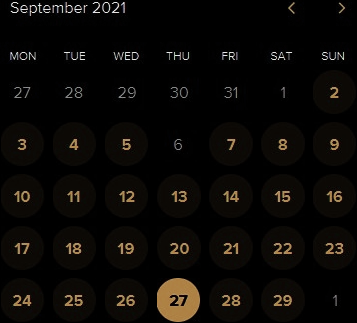 September 2021 < >
MON TUE WED THU FRI SAT SUN
27 28 29 30 31 1 2
3 4 5 6 7 8 9
10 11 12 13 14 15 16
17 18 19 20 21 22 23
24 25 26 27 28 29 1